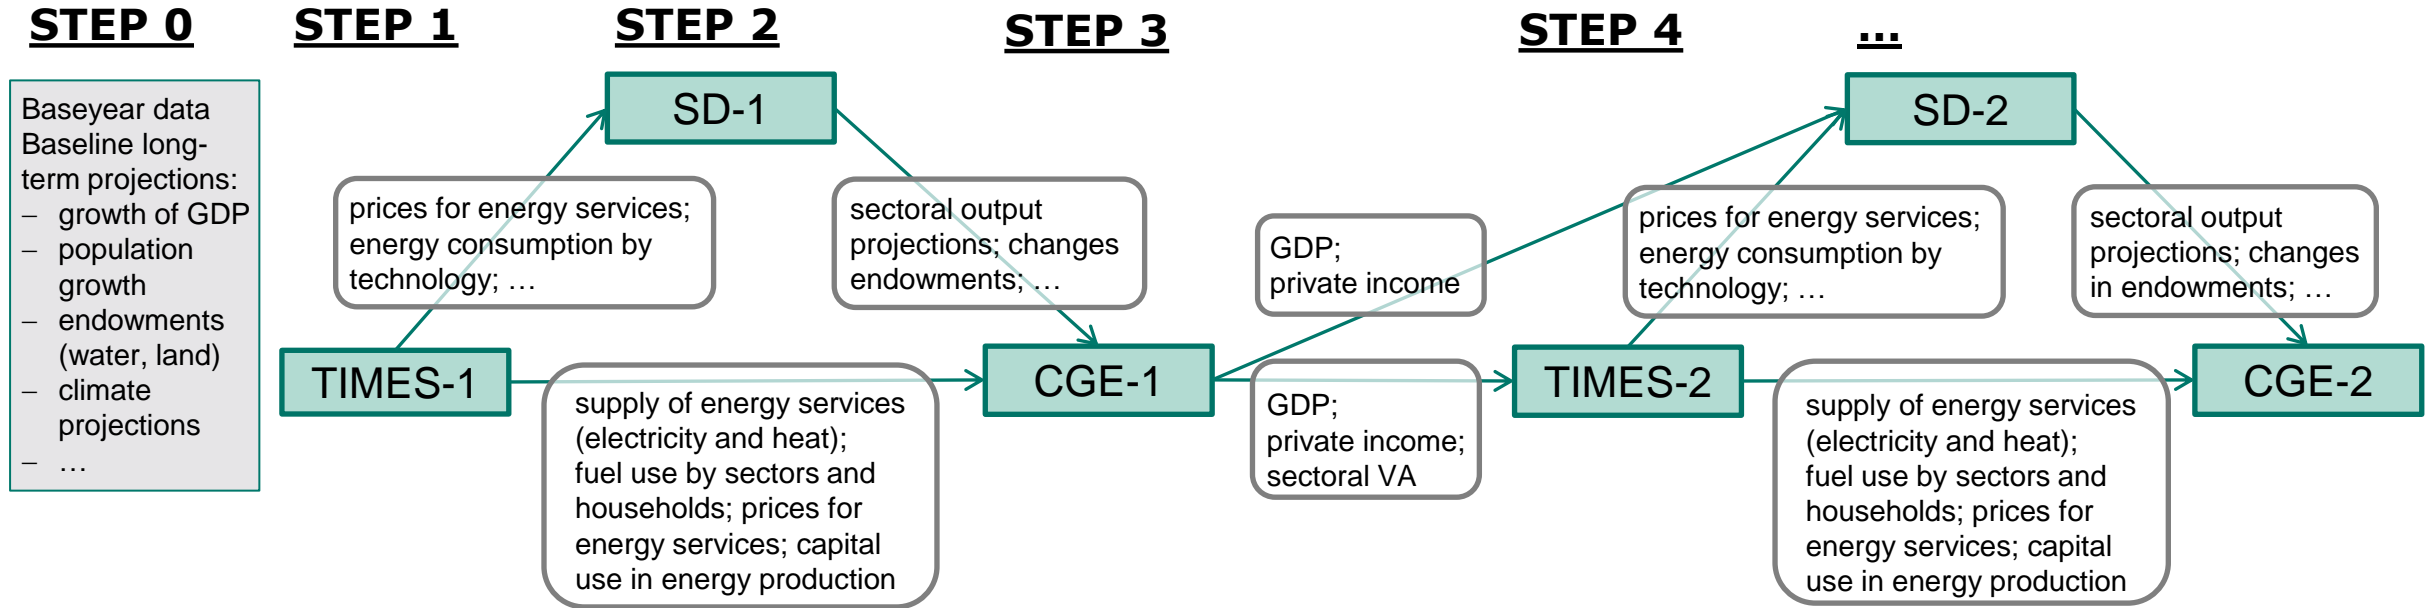 STEP 0
STEP 1
STEP 2
STEP 3
STEP 4
...
Baseyear data
Baseline long-
term projections:
– growth of GDP
– population
growth
– endowments
(water, land)
– climate
projections
– …
SD-1
prices for energy services;
energy consumption by
technology; …
sectoral output
projections; changes
endowments; …
TIMES-1
supply of energy services
(electricity and heat);
fuel use by sectors and
households; prices for
energy services; capital
use in energy production
CGE-1
GDP;
private income
GDP;
private income;
sectoral VA
SD-2
prices for energy services;
energy consumption by
technology; …
sectoral output
projections; changes
in endowments; …
TIMES-2
supply of energy services
(electricity and heat);
fuel use by sectors and
households; prices for
energy services; capital
use in energy production
CGE-2